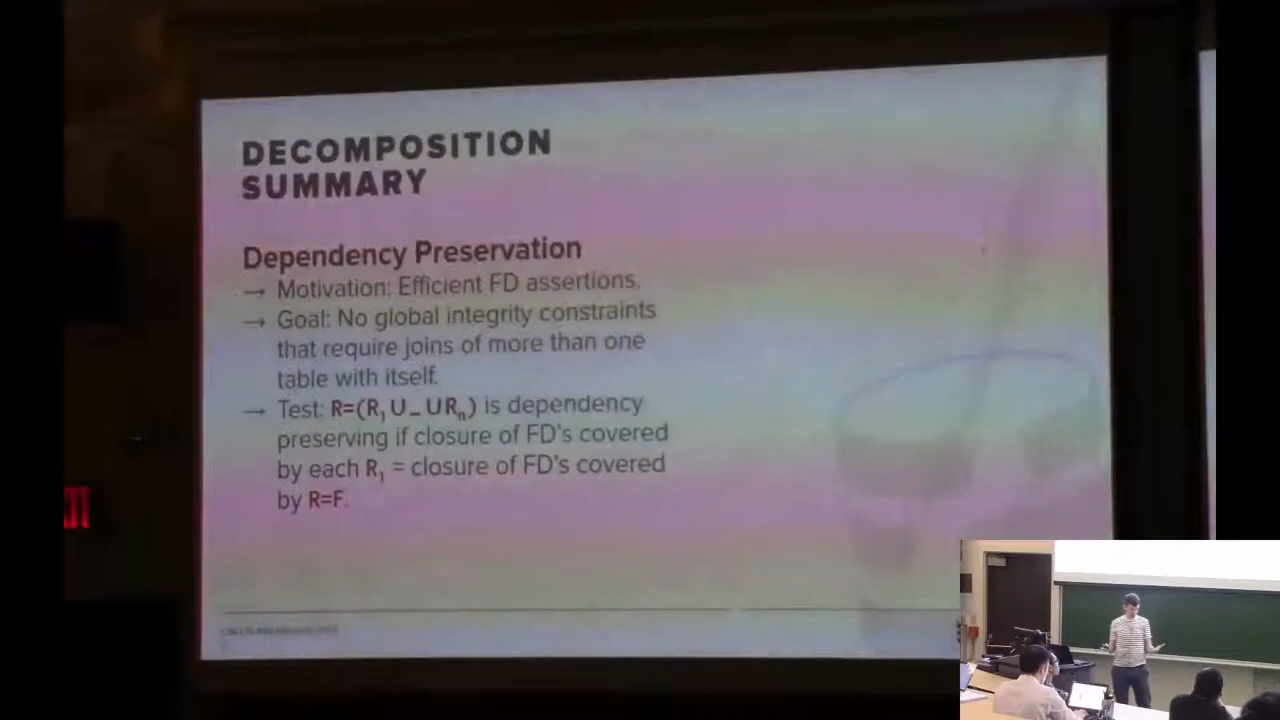 DECOMPOSITION
SUMMARY
Dependency Preservation
→ Motivation: Efficient FD assertions.
→ Goal: No global integrity constraints
that require joins of more than one
table with itself.
→ Test: R=(R₁ U … U Rₙ) is dependency
preserving if closure of FD's covered
by each R₁ = closure of FD's covered
by R=F.